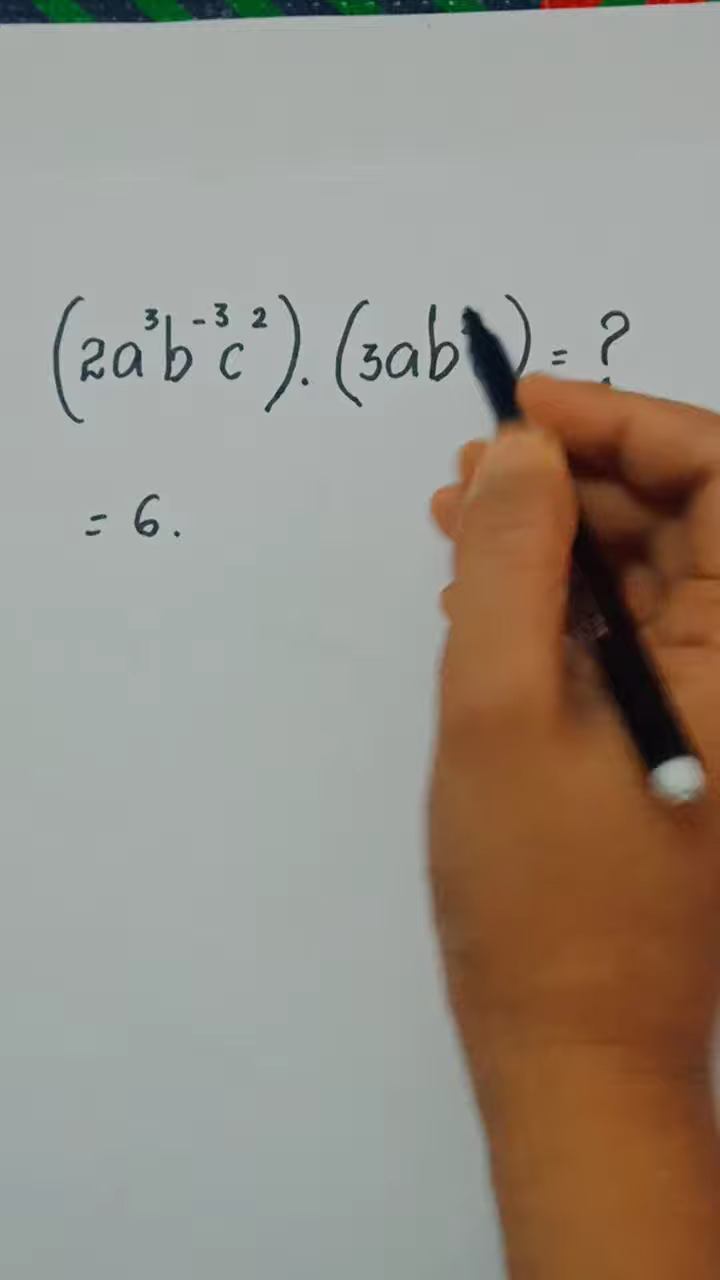 (2a³b⁻³c²).(3ab )=?
= 6.